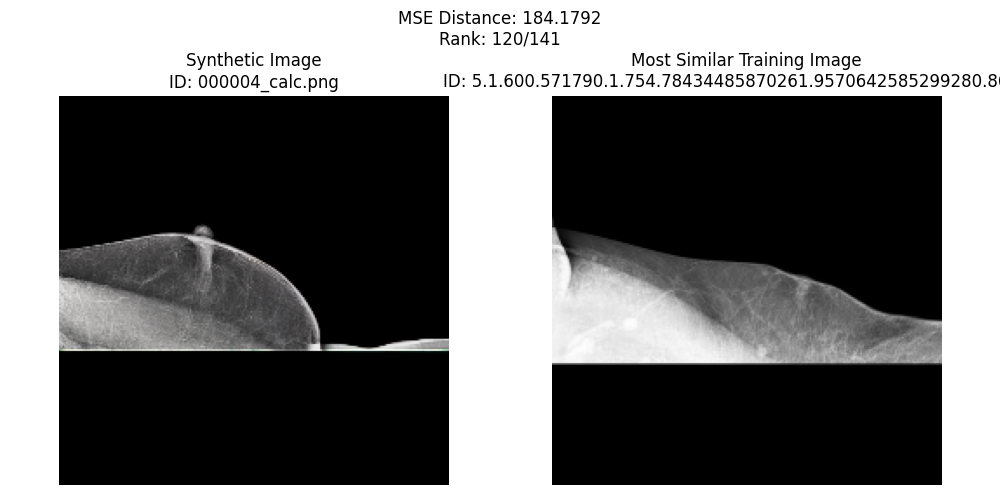 MSE Distance: 184.1792
Rank: 120/141
Synthetic Image
ID: 000004_calc.png
Most Similar Training Image
ID: 5.1.600.571790.1.754.78434485870261.9570642585299280.8